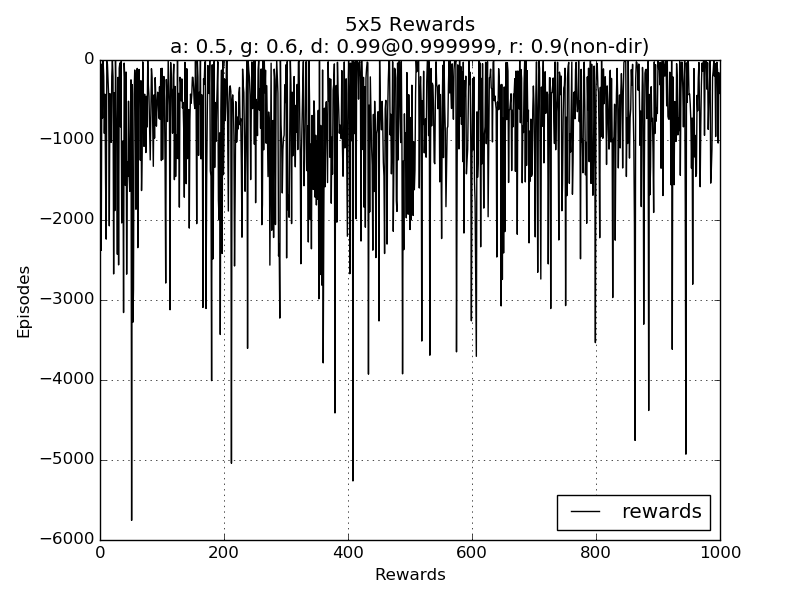 5x5 Rewards
a: 0.5, g: 0.6, d: 0.99@0.999999, r: 0.9(non-dir)
0
−1000
−2000
−3000
−4000
−5000
−6000
Episodes
0 200 400 600 800 1000
Rewards
rewards